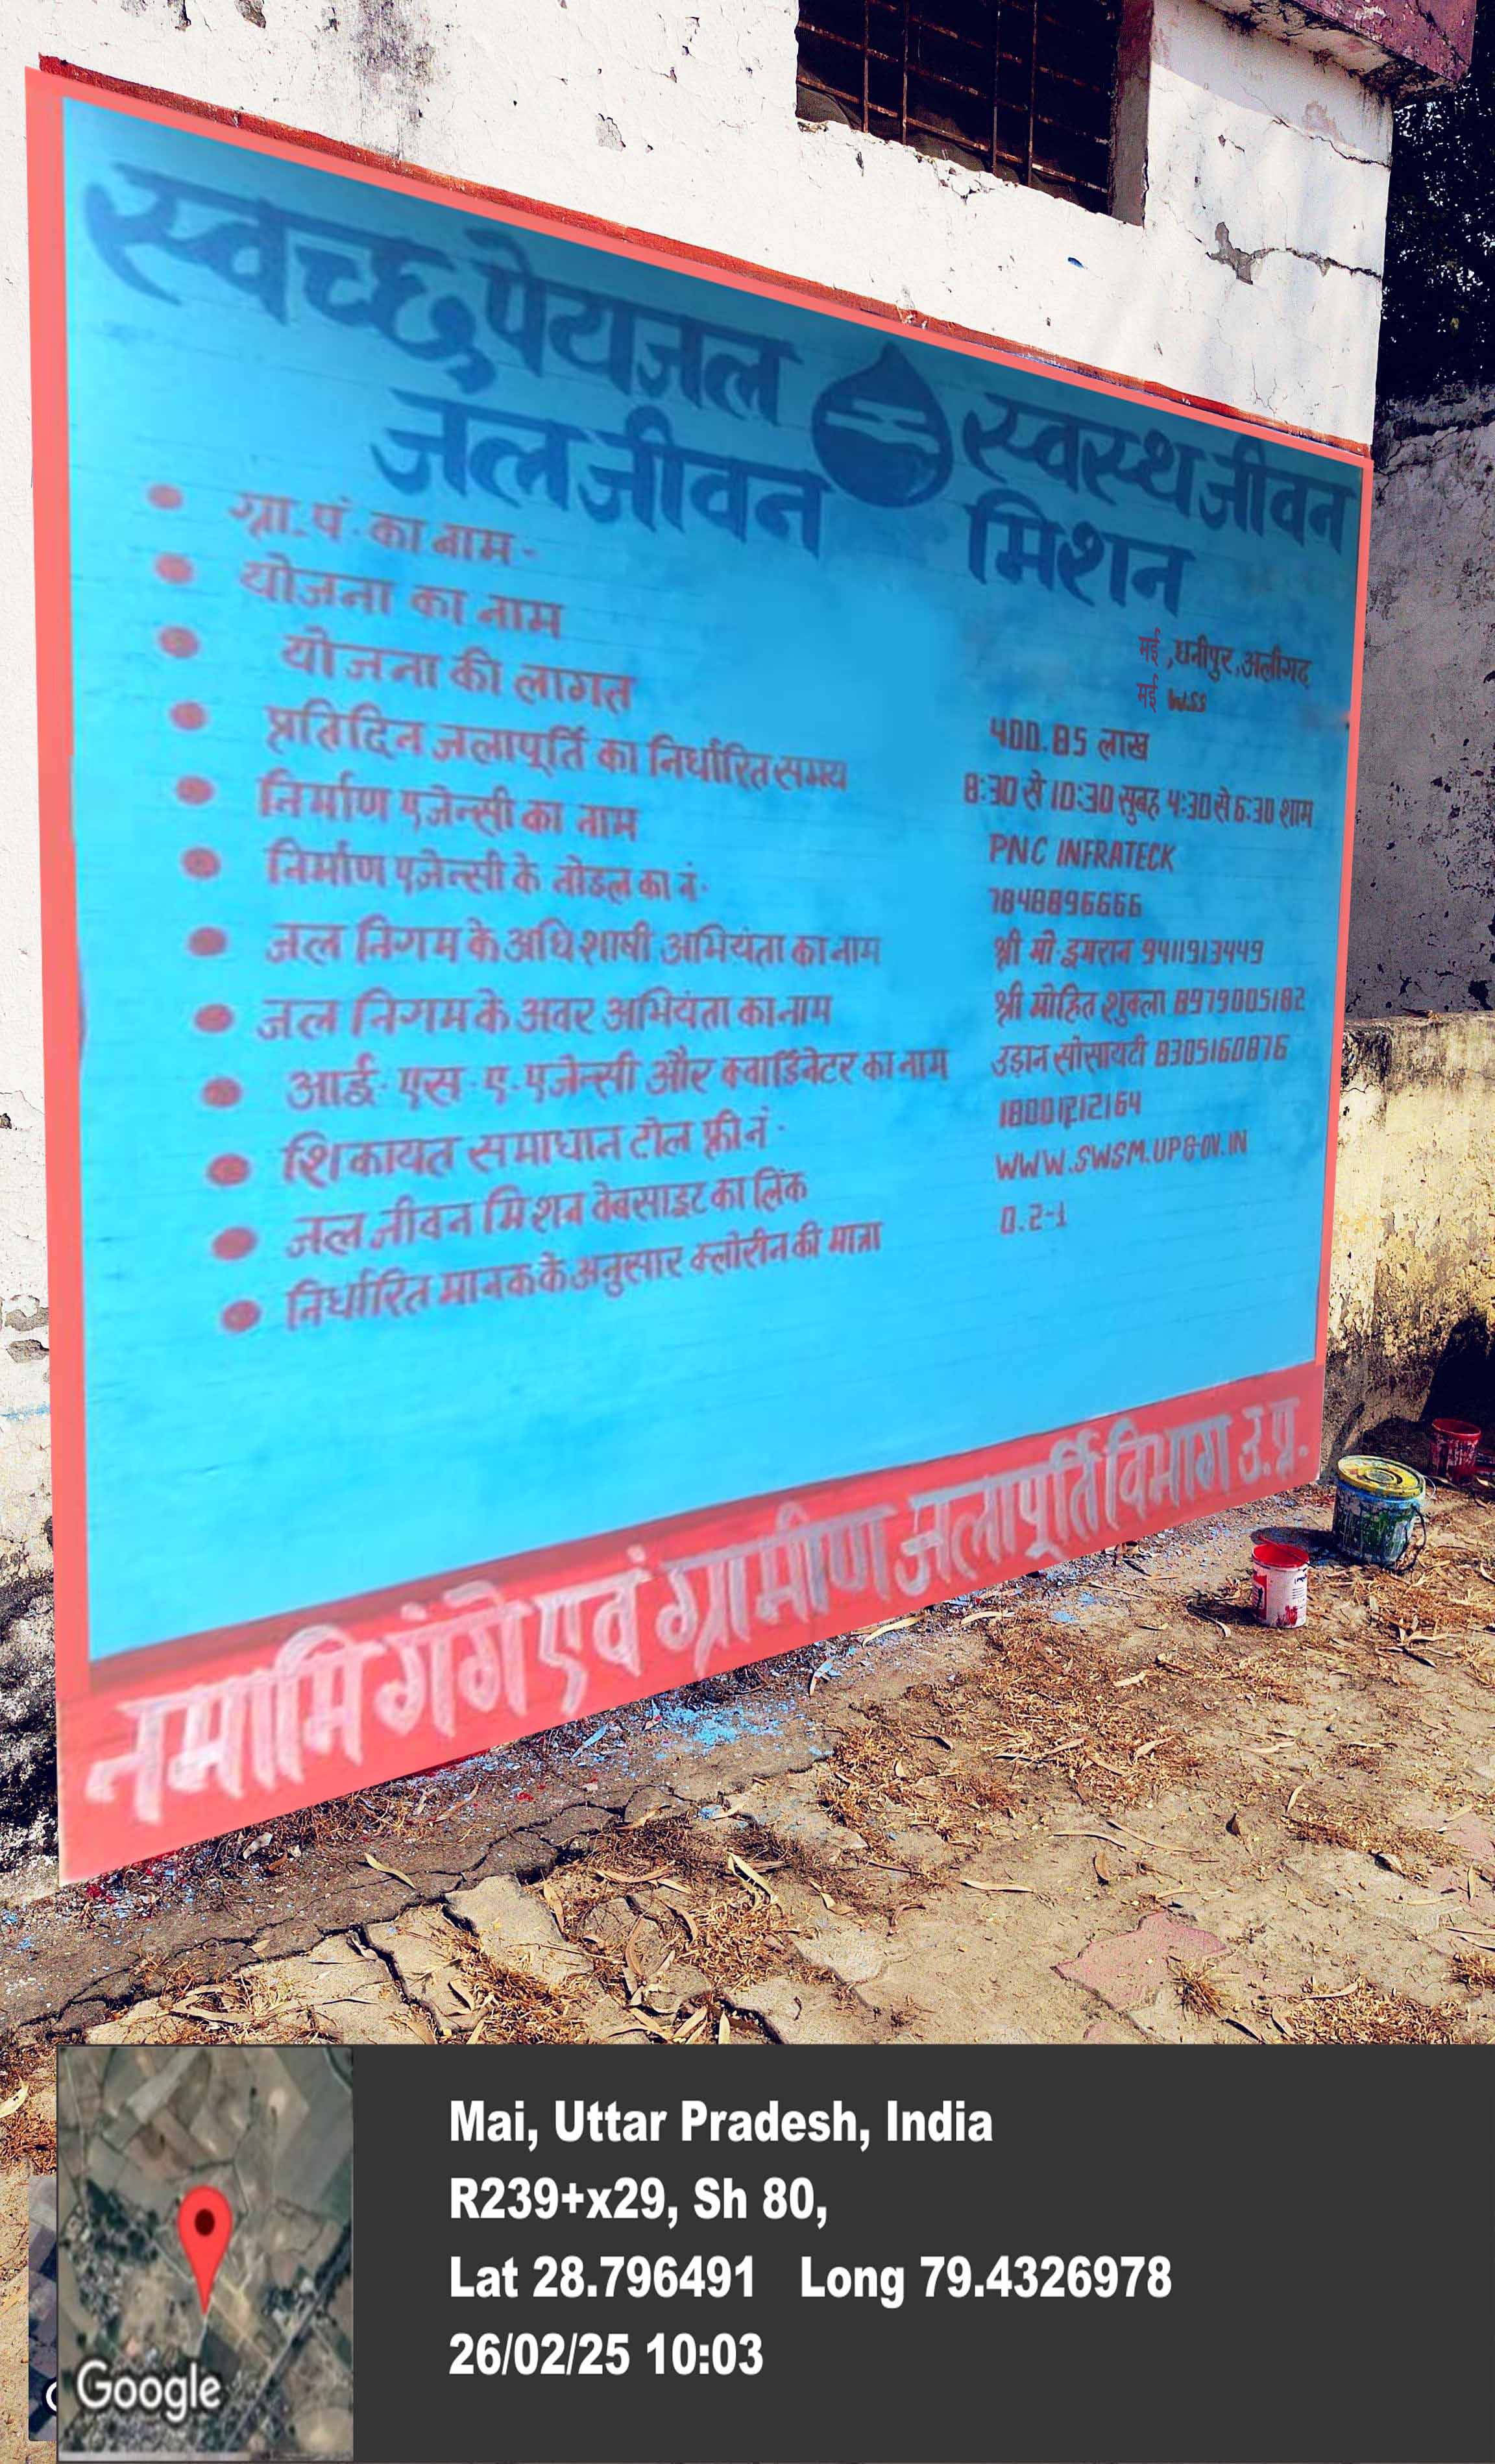 स्वच्छ पेयजल स्वस्थ जीवन
जल जीवन मिशन
ग्रा.पं. का नाम - मई ,धनीपुर ,अलीगढ़
योजना का नाम मई WSS
योजना की लागत 400.85 लाख
प्रतिदिन जलापूर्ति का निर्धारित समय 8:30 से 10:30 सुबह 4:30 से 6:30 शाम
निर्माण एजेन्सी का नाम PNC INFRATECK
निर्माण एजेन्सी के नोडल का नं. 7848896666
जल निगम के अधिशाषी अभियंता का नाम श्री मो. इमरान 9411913449
जल निगम के अवर अभियंता का नाम श्री मोहित शुक्ला 8979005182
आई. एस. ए. एजेन्सी और क्वार्डिनेटर का नाम उड़ान सोसायटी 8305160876
शिकायत समाधान टोल फ्री नं. 18001212164
जल जीवन मिशन वेबसाइट का लिंक WWW.SWSM.UPGOV.IN
निर्धारित मानक के अनुसार क्लोरीन की मात्रा 0.2-1
नमामि गंगे एवं ग्रामीण जलापूर्ति विभाग उ.प्र.
Mai, Uttar Pradesh, India
R239+x29, Sh 80,
Lat 28.796491 Long 79.4326978
26/02/25 10:03
Google